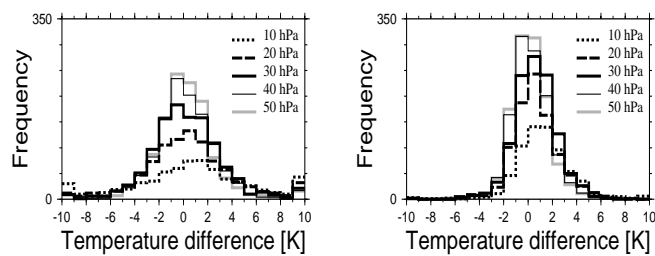 350
Frequency
0
10 hPa
20 hPa
30 hPa
40 hPa
50 hPa
-10 -8 -6 -4 -2 0 2 4 6 8 10
Temperature difference [K]
350
Frequency
0
10 hPa
20 hPa
30 hPa
40 hPa
50 hPa
-10 -8 -6 -4 -2 0 2 4 6 8 10
Temperature difference [K]